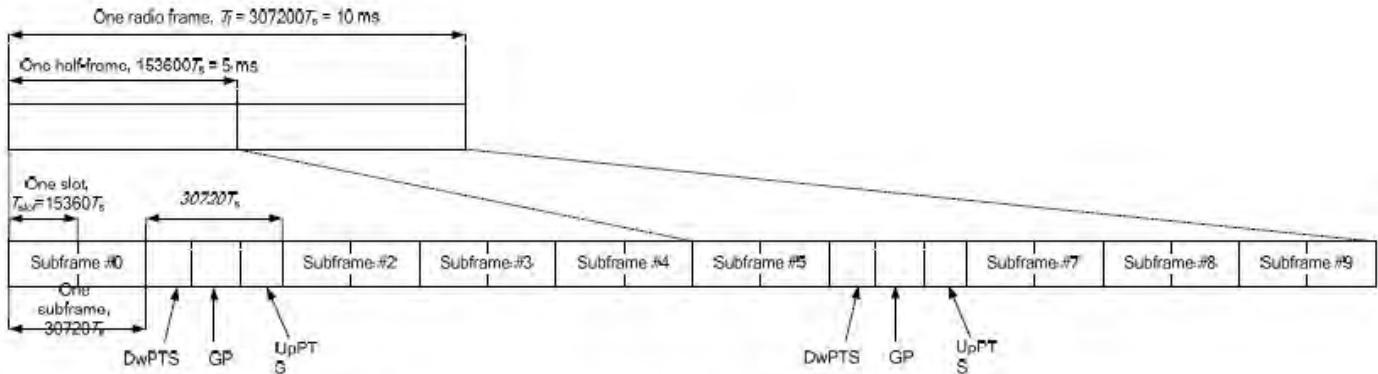 One radio frame, Tf = 307200Ts = 10 ms
One half-frame, 153600Ts = 5 ms
One slot,
Tslot=15360Ts
30720Ts
Subframe #0
Subframe #2
Subframe #3
Subframe #4
Subframe #5
Subframe #7
Subframe #8
Subframe #9
One
subframe,
30720Ts
DwPTS
GP
UpPT
S
DwPTS
GP
UpPT
S